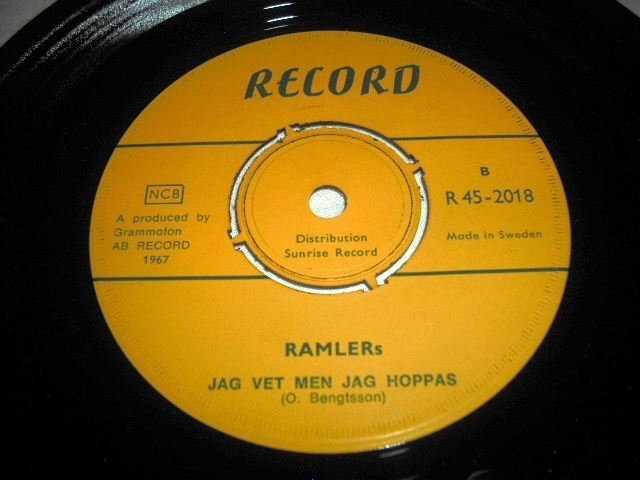 RECORD
NCB
A produced by
Grammofon
AB RECORD
1967
Distribution
Sunrise Record
B
R 45-2018
Made in Sweden
RAMLERs
JAG VET MEN JAG HOPPAS
(O. Bengtsson)